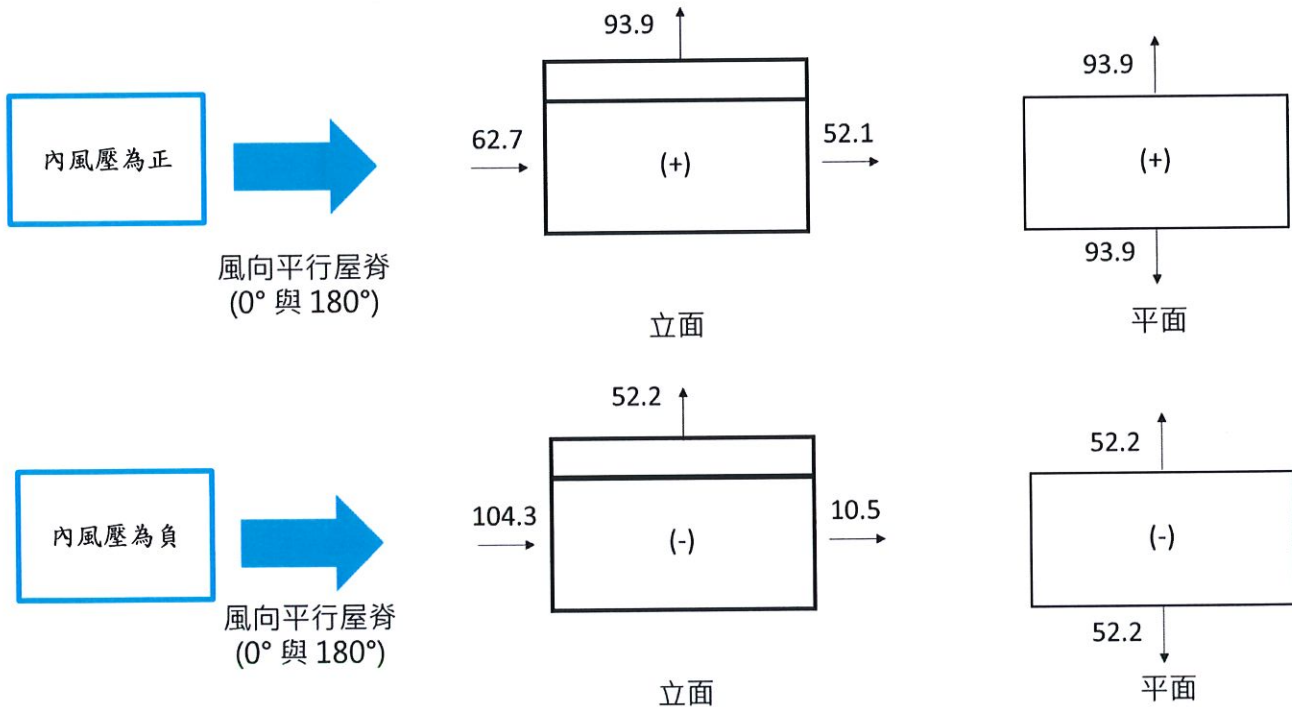 93.9
93.9
內風壓為正
62.7
(+)
52.1
(+)
93.9
風向平行屋脊
(0° 與 180°)
立面
平面
52.2
52.2
內風壓為負
104.3
(-)
10.5
(-)
52.2
風向平行屋脊
(0° 與 180°)
立面
平面